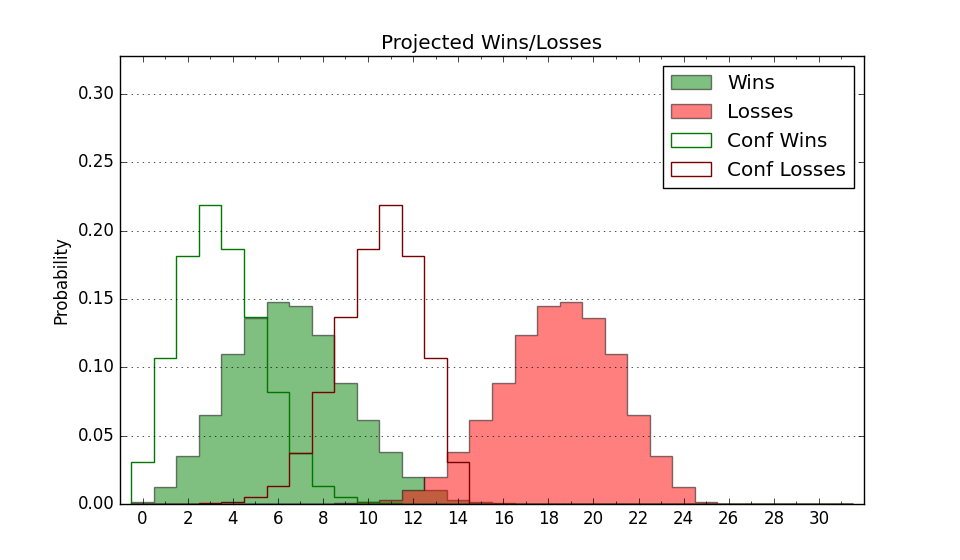 Projected Wins/Losses
Wins
Losses
Conf Wins
Conf Losses
Probability
0.30
0.25
0.20
0.15
0.10
0.05
0.00
0 2 4 6 8 10 12 14 16 18 20 22 24 26 28 30